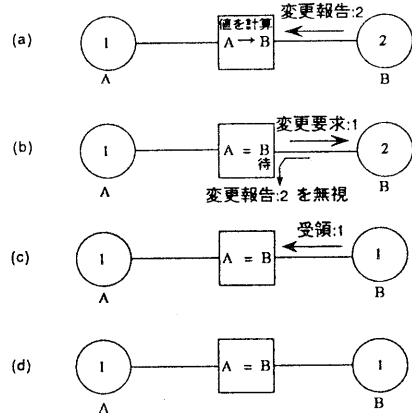 (a)
1
A
値を計算
A → B
変更報告:2
2
B
(b)
1
A
A = B
待
変更要求:1
2
B
変更報告:2 を無視
(c)
1
A
A = B
受領:1
1
B
(d)
1
A
A = B
1
B